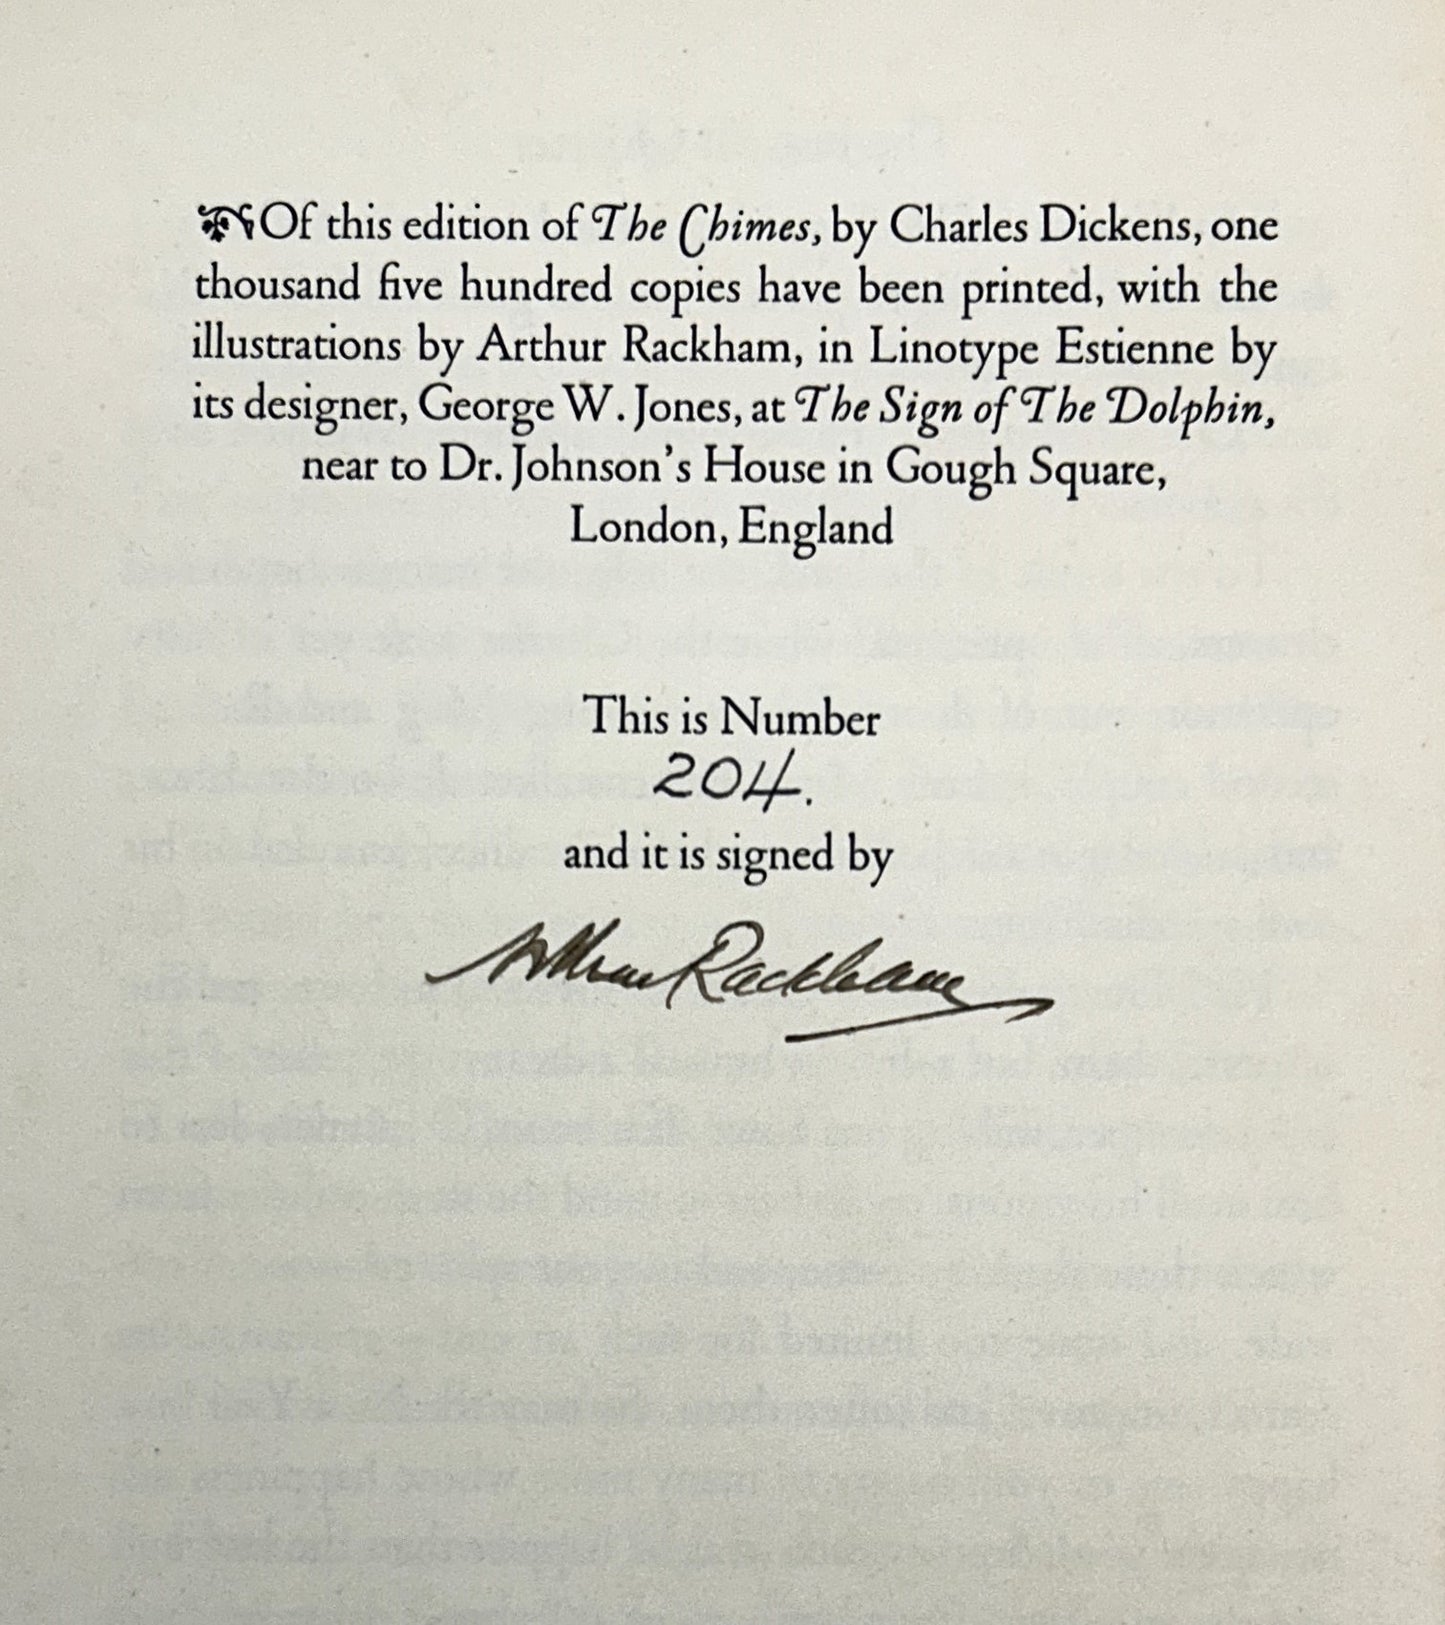 Of this edition of The Chimes, by Charles Dickens, one
thousand five hundred copies have been printed, with the
illustrations by Arthur Rackham, in Linotype Estienne by
its designer, George W. Jones, at The Sign of The Dolphin,
near to Dr. Johnson's House in Gough Square,
London, England
This is Number
204.
and it is signed by
Arthur Rackham